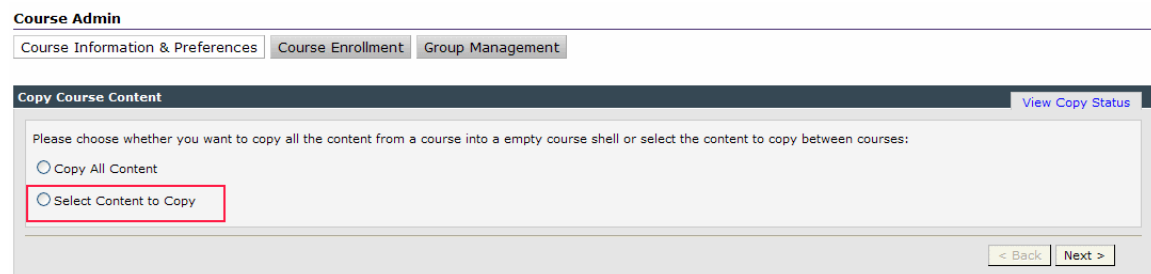 Course Admin
Course Information & Preferences Course Enrollment Group Management
Copy Course Content
View Copy Status
Please choose whether you want to copy all the content from a course into a empty course shell or select the content to copy between courses:
Copy All Content
Select Content to Copy
< Back Next >